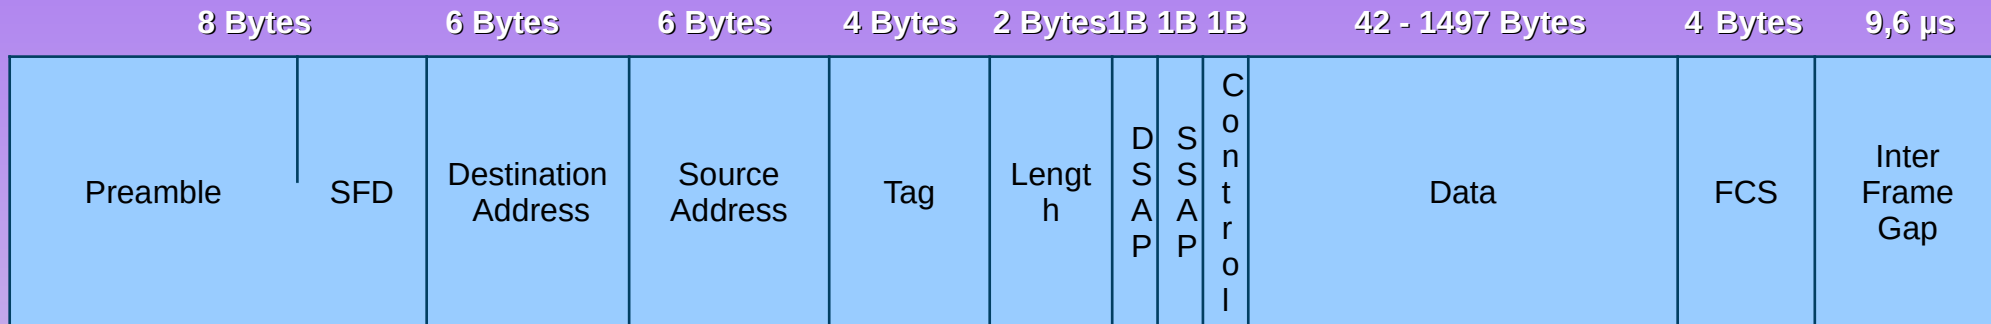 8 Bytes 6 Bytes 6 Bytes 4 Bytes 2 Bytes1B 1B 1B 42 - 1497 Bytes 4 Bytes 9,6 µs
Preamble
SFD
Destination
Address
Source
Address
Tag
Lengt
h
D
S
A
P
S
S
A
P
C
o
n
t
r
o
l
Data
FCS
Inter
Frame
Gap